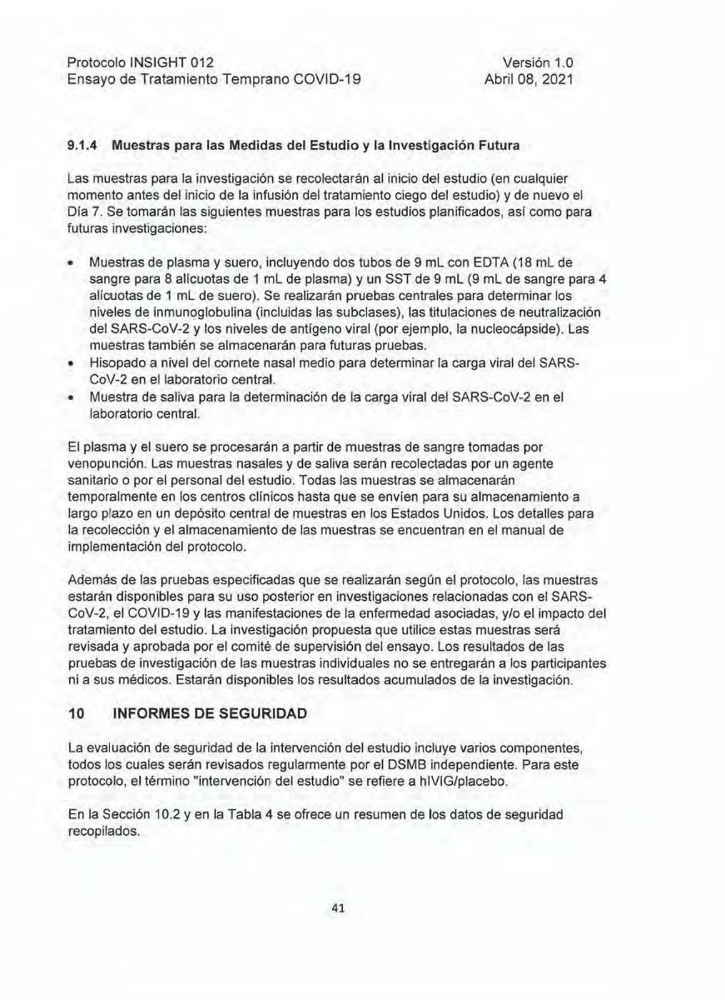 Protocolo INSIGHT 012 Versión 1.0
Ensayo de Tratamiento Temprano COVID-19 Abril 08, 2021
9.1.4 Muestras para las Medidas del Estudio y la Investigación Futura
Las muestras para la investigación se recolectarán al inicio del estudio (en cualquier
momento antes del inicio de la infusión del tratamiento ciego del estudio) y de nuevo el
Día 7. Se tomarán las siguientes muestras para los estudios planificados, así como para
futuras investigaciones:
• Muestras de plasma y suero, incluyendo dos tubos de 9 mL con EDTA (18 mL de
sangre para 8 alícuotas de 1 mL de plasma) y un SST de 9 mL (9 mL de sangre para 4
alícuotas de 1 mL de suero). Se realizarán pruebas centrales para determinar los
niveles de inmunoglobulina (incluidas las subclases), las titulaciones de neutralización
del SARS-CoV-2 y los niveles de antígeno viral (por ejemplo, la nucleocápside). Las
muestras también se almacenarán para futuras pruebas.
• Hisopado a nivel del cornete nasal medio para determinar la carga viral del SARS-
CoV-2 en el laboratorio central.
• Muestra de saliva para la determinación de la carga viral del SARS-CoV-2 en el
laboratorio central.
El plasma y el suero se procesarán a partir de muestras de sangre tomadas por
venopunción. Las muestras nasales y de saliva serán recolectadas por un agente
sanitario o por el personal del estudio. Todas las muestras se almacenarán
temporalmente en los centros clínicos hasta que se envíen para su almacenamiento a
largo plazo en un depósito central de muestras en los Estados Unidos. Los detalles para
la recolección y el almacenamiento de las muestras se encuentran en el manual de
implementación del protocolo.
Además de las pruebas especificadas que se realizarán según el protocolo, las muestras
estarán disponibles para su uso posterior en investigaciones relacionadas con el SARS-
CoV-2, el COVID-19 y las manifestaciones de la enfermedad asociadas, y/o el impacto del
tratamiento del estudio. La investigación propuesta que utilice estas muestras será
revisada y aprobada por el comité de supervisión del ensayo. Los resultados de las
pruebas de investigación de las muestras individuales no se entregarán a los participantes
ni a sus médicos. Estarán disponibles los resultados acumulados de la investigación.
10 INFORMES DE SEGURIDAD
La evaluación de seguridad de la intervención del estudio incluye varios componentes,
todos los cuales serán revisados regularmente por el DSMB independiente. Para este
protocolo, el término "intervención del estudio" se refiere a hIVIG/placebo.
En la Sección 10.2 y en la Tabla 4 se ofrece un resumen de los datos de seguridad
recopilados.
41